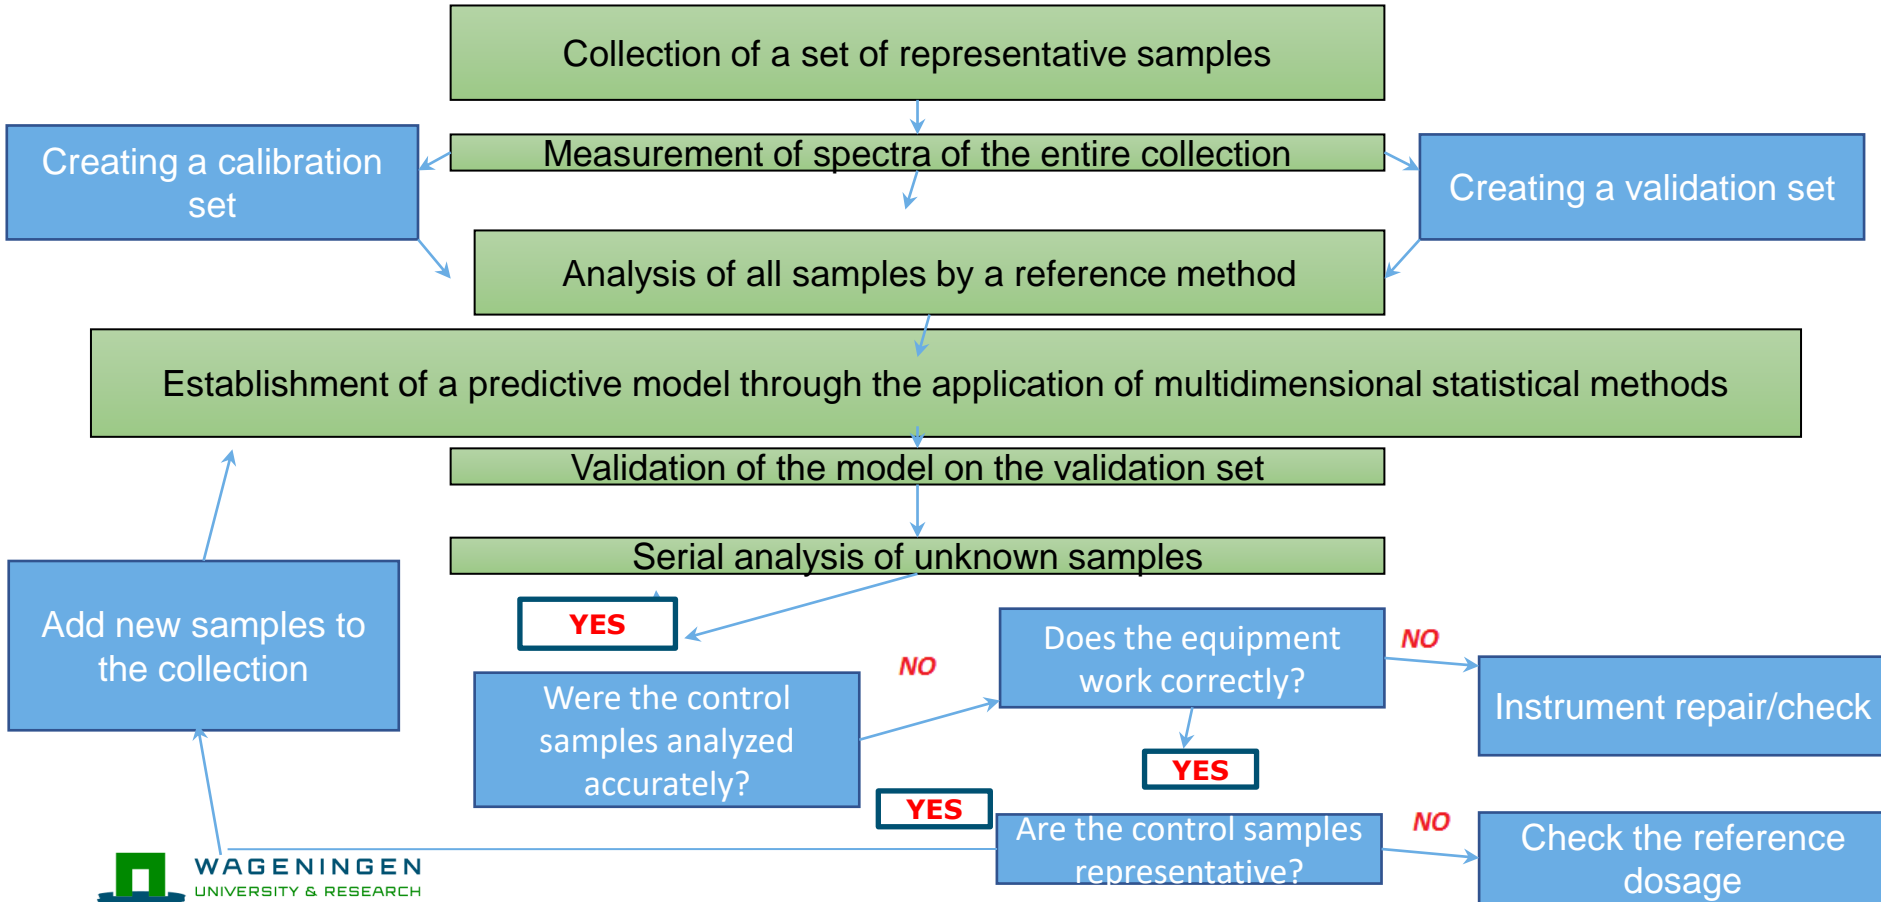 Collection of a set of representative samples
Measurement of spectra of the entire collection
Creating a calibration
set
Creating a validation set
Analysis of all samples by a reference method
Establishment of a predictive model through the application of multidimensional statistical methods
Validation of the model on the validation set
Serial analysis of unknown samples
Add new samples to
the collection
YES
Were the control
samples analyzed
accurately?
NO
Does the equipment
work correctly?
NO
Instrument repair/check
YES
YES
Are the control samples
representative?
NO
Check the reference
dosage
WAGENINGEN
UNIVERSITY & RESEARCH